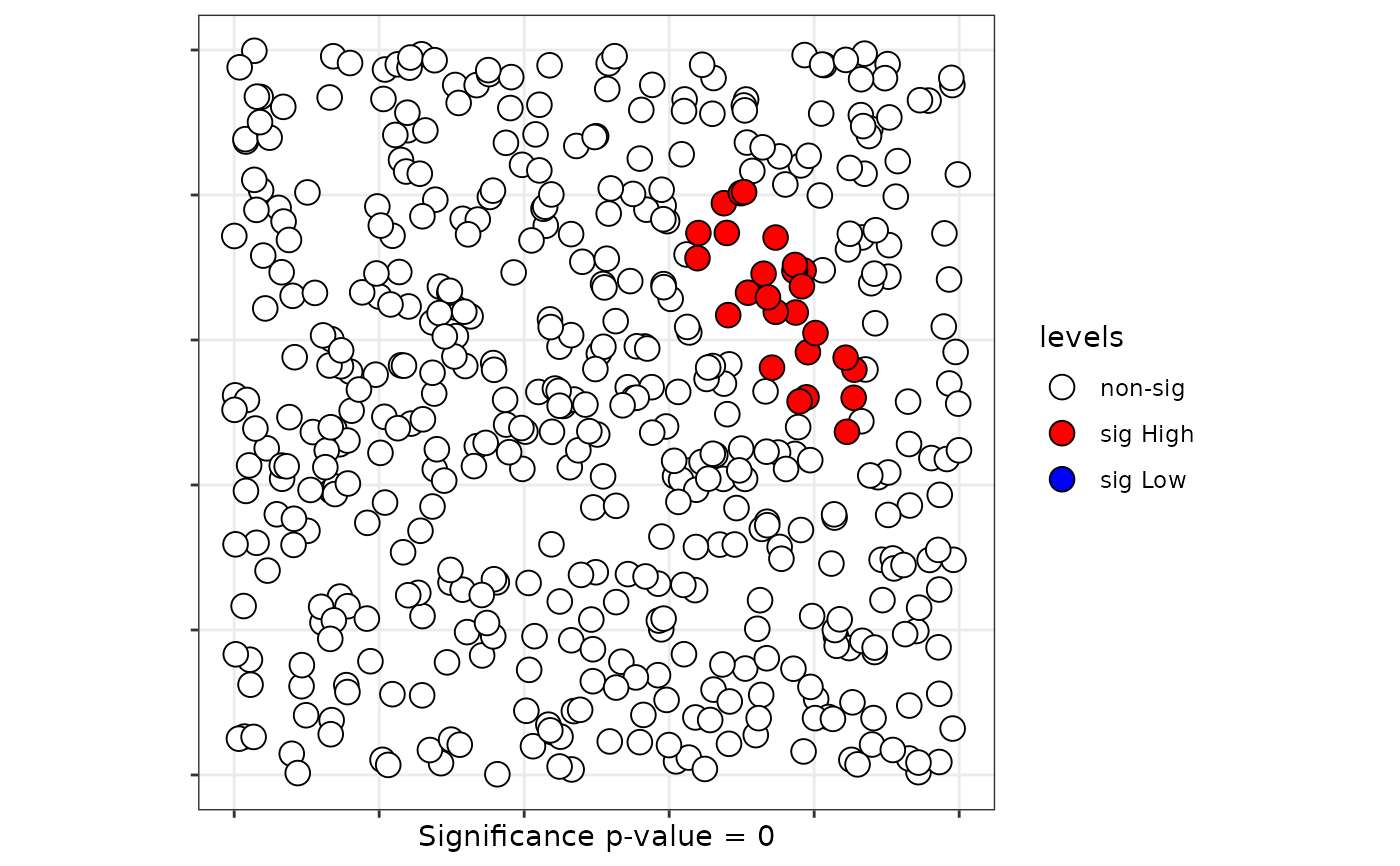 levels
non-sig
sig High
sig Low
Significance p-value = 0